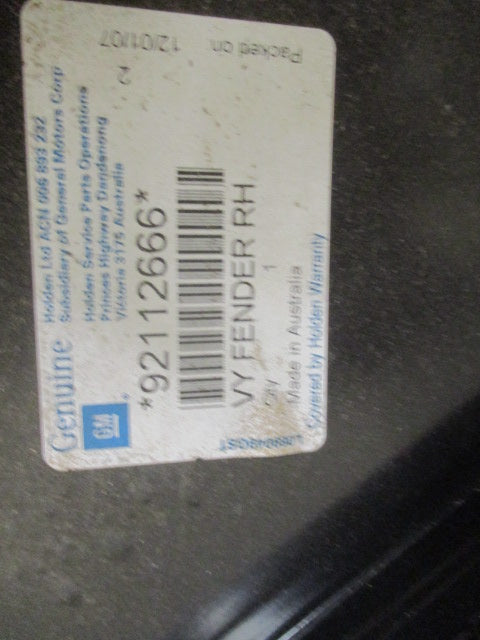 Genuine
GM
Holden Ltd ACN 006 893 232
Subsidiary of General Motors Corp
Holden Service Parts Operations
Princes Highway Dandenong
Victoria 3175 Australia
2
Packed on 12/01/07
*92112666*
VY FENDER RH
Qty 1
Made in Australia
Covered by Holden Warranty